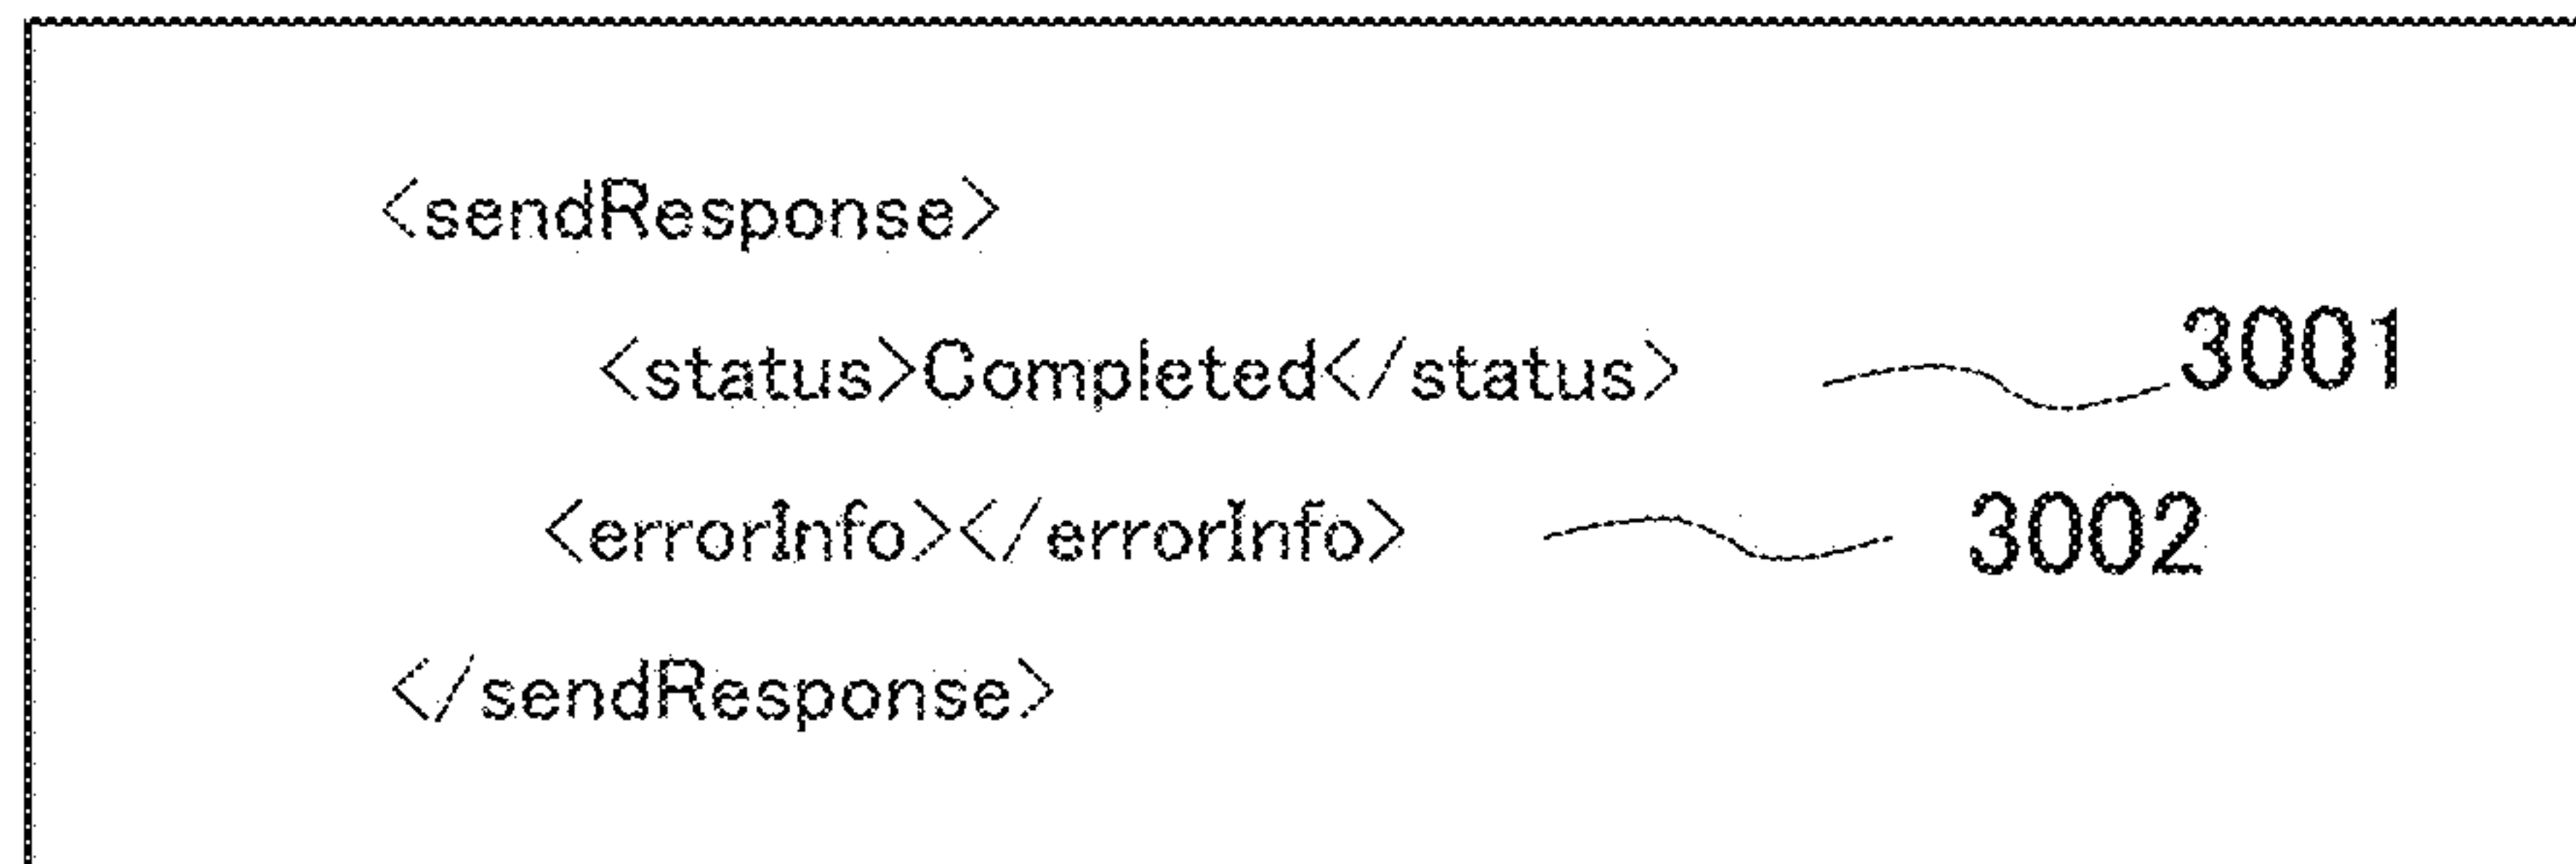 <sendResponse>
<status>Completed</status> 3001
<errorInfo></errorInfo> 3002
</sendResponse>